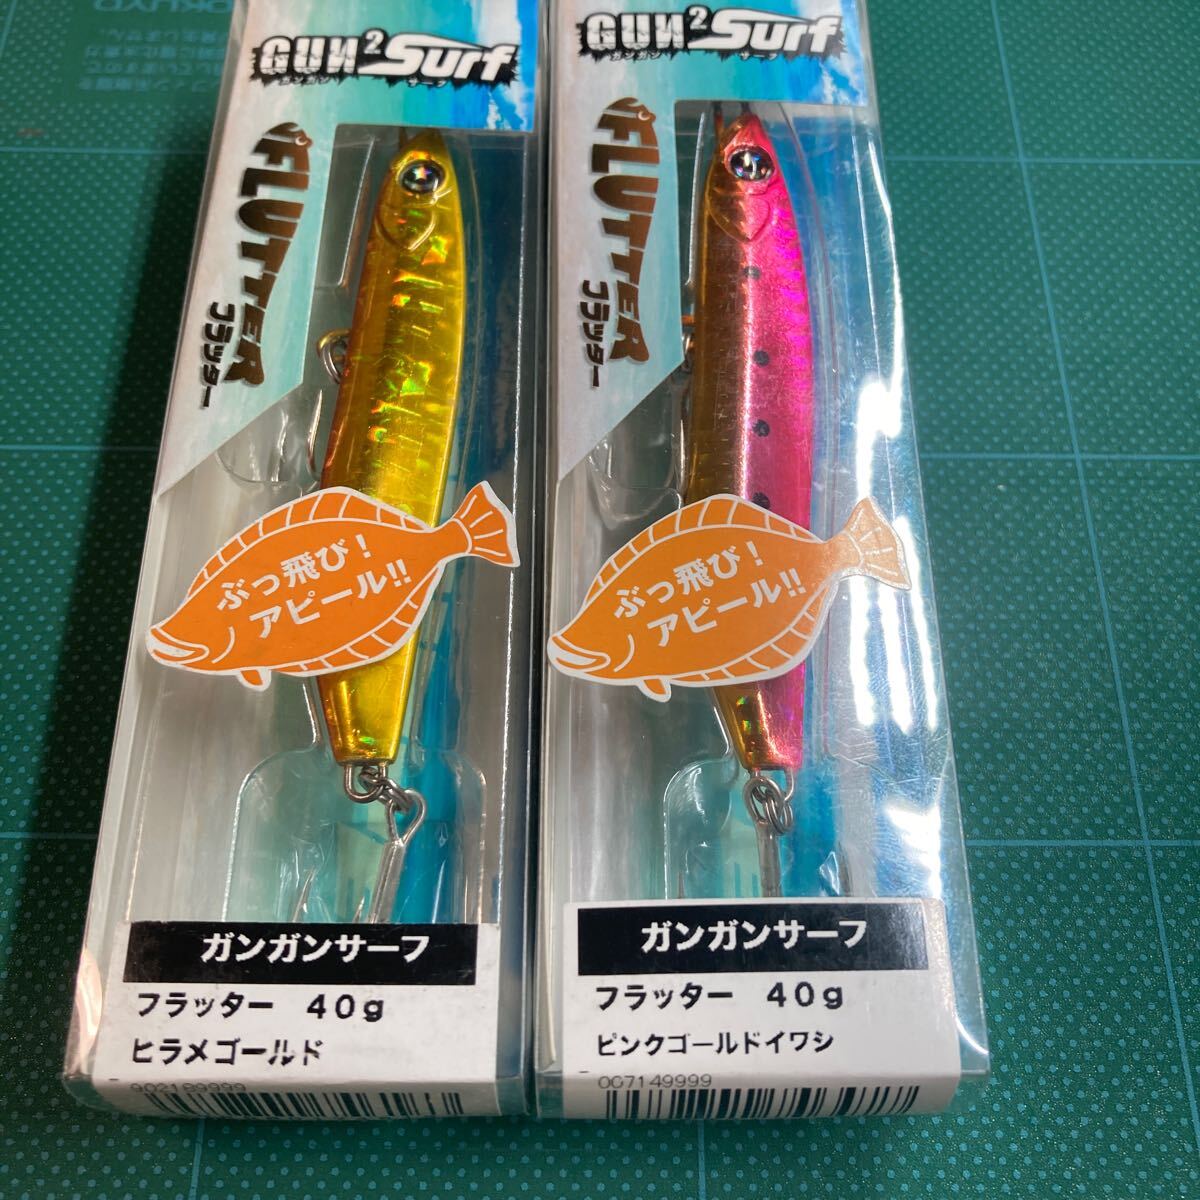 GUN²Surf
ガンガン サーフ
FLUTTER
フラッター
ぶっ飛び!
アピール!!
ガンガンサーフ
フラッター 40g
ヒラメゴールド
902189999
GUN²Surf
ガンガン サーフ
FLUTTER
フラッター
ぶっ飛び!
アピール!!
ガンガンサーフ
フラッター 40g
ピンクゴールドイワシ
007149999